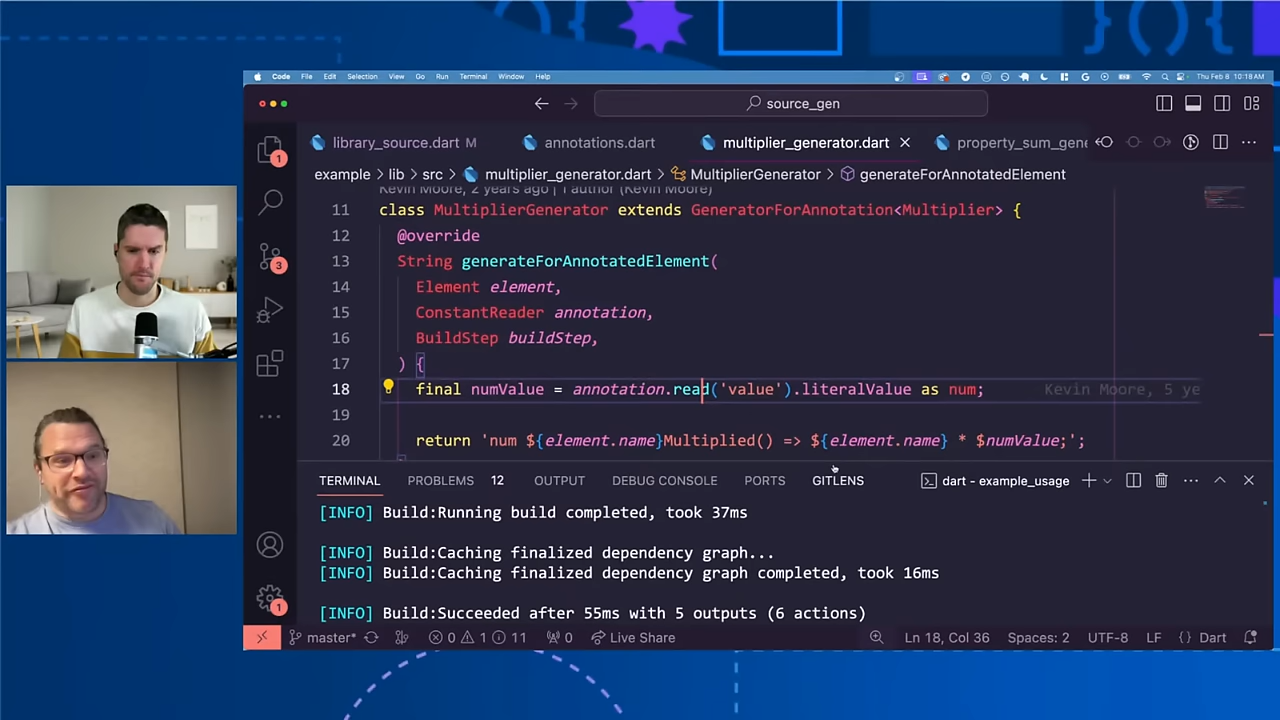 Code File Edit Selection View Go Run Terminal Window Help Thu Feb 8 10:18 AM
source_gen
library_source.dart M annotations.dart multiplier_generator.dart property_sum_gene
example > lib > src > multiplier_generator.dart > MultiplierGenerator > generateForAnnotatedElement
Kevin Moore, 2 years ago | 1 author (Kevin Moore)
11 class MultiplierGenerator extends GeneratorForAnnotation<Multiplier> {
12 @override
13 String generateForAnnotatedElement(
14 Element element,
15 ConstantReader annotation,
16 BuildStep buildStep,
17 ) {
18 final numValue = annotation.read('value').literalValue as num; Kevin Moore, 5 ye
19
20 return 'num ${element.name}Multiplied() => ${element.name} * $numValue;';
TERMINAL PROBLEMS 12 OUTPUT DEBUG CONSOLE PORTS GITLENS dart - example_usage
[INFO] Build:Running build completed, took 37ms
[INFO] Build:Caching finalized dependency graph...
[INFO] Build:Caching finalized dependency graph completed, took 16ms
[INFO] Build:Succeeded after 55ms with 5 outputs (6 actions)
1
3
1
master* 0 1 11 0 Live Share Ln 18, Col 36 Spaces: 2 UTF-8 LF {} Dart